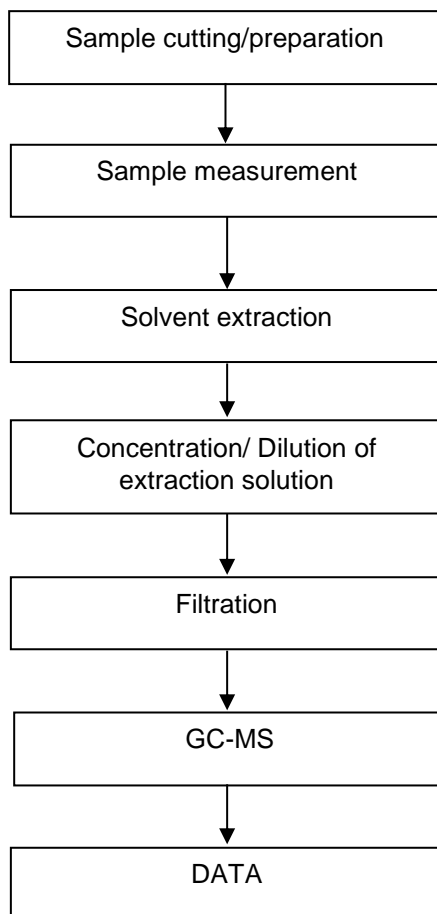 Sample cutting/preparation
Sample measurement
Solvent extraction
Concentration/ Dilution of
extraction solution
Filtration
GC-MS
DATA